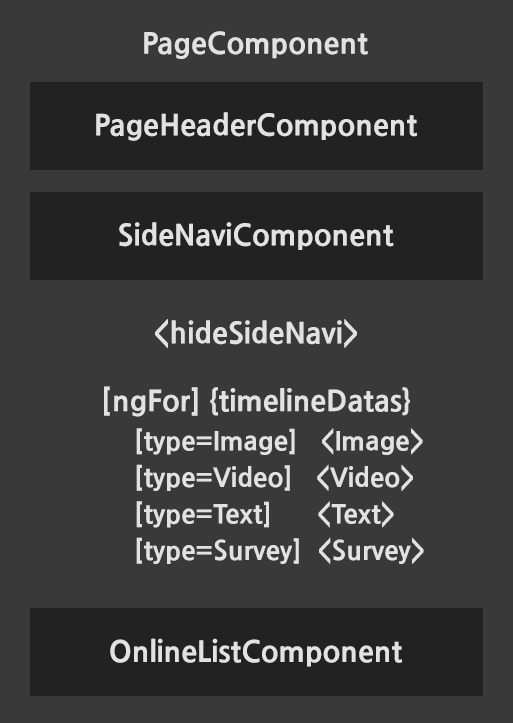 PageComponent
PageHeaderComponent
SideNaviComponent
<hideSideNavi>
[ngFor] {timelineDatas}
[type=Image] <Image>
[type=Video] <Video>
[type=Text] <Text>
[type=Survey] <Survey>
OnlineListComponent